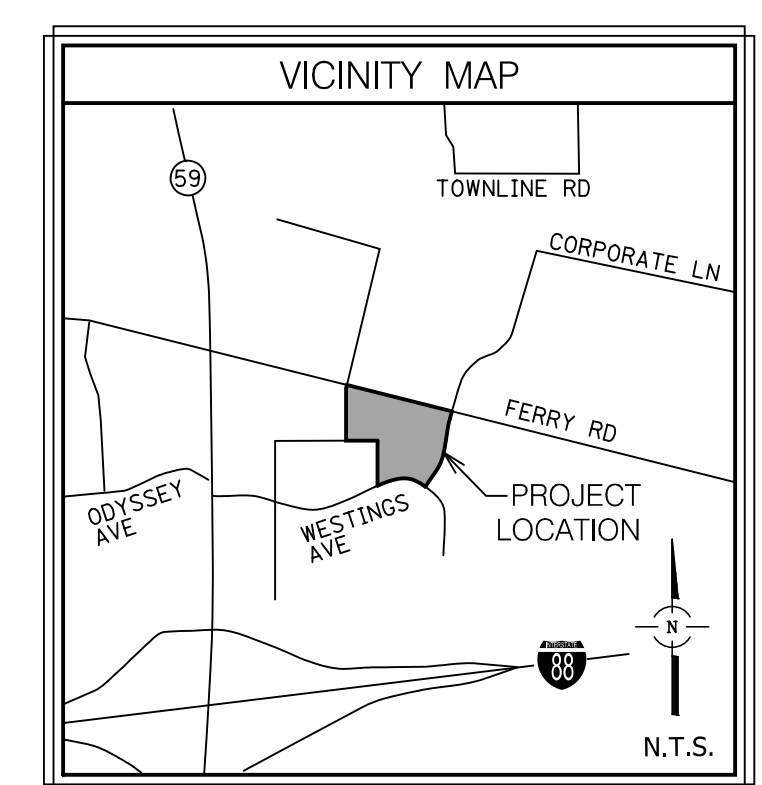 VICINITY MAP
59
TOWNLINE RD
CORPORATE LN
FERRY RD
PROJECT
LOCATION
ODYSSEY
AVE
WESTINGS
AVE
INTERSTATE
88
N
N.T.S.